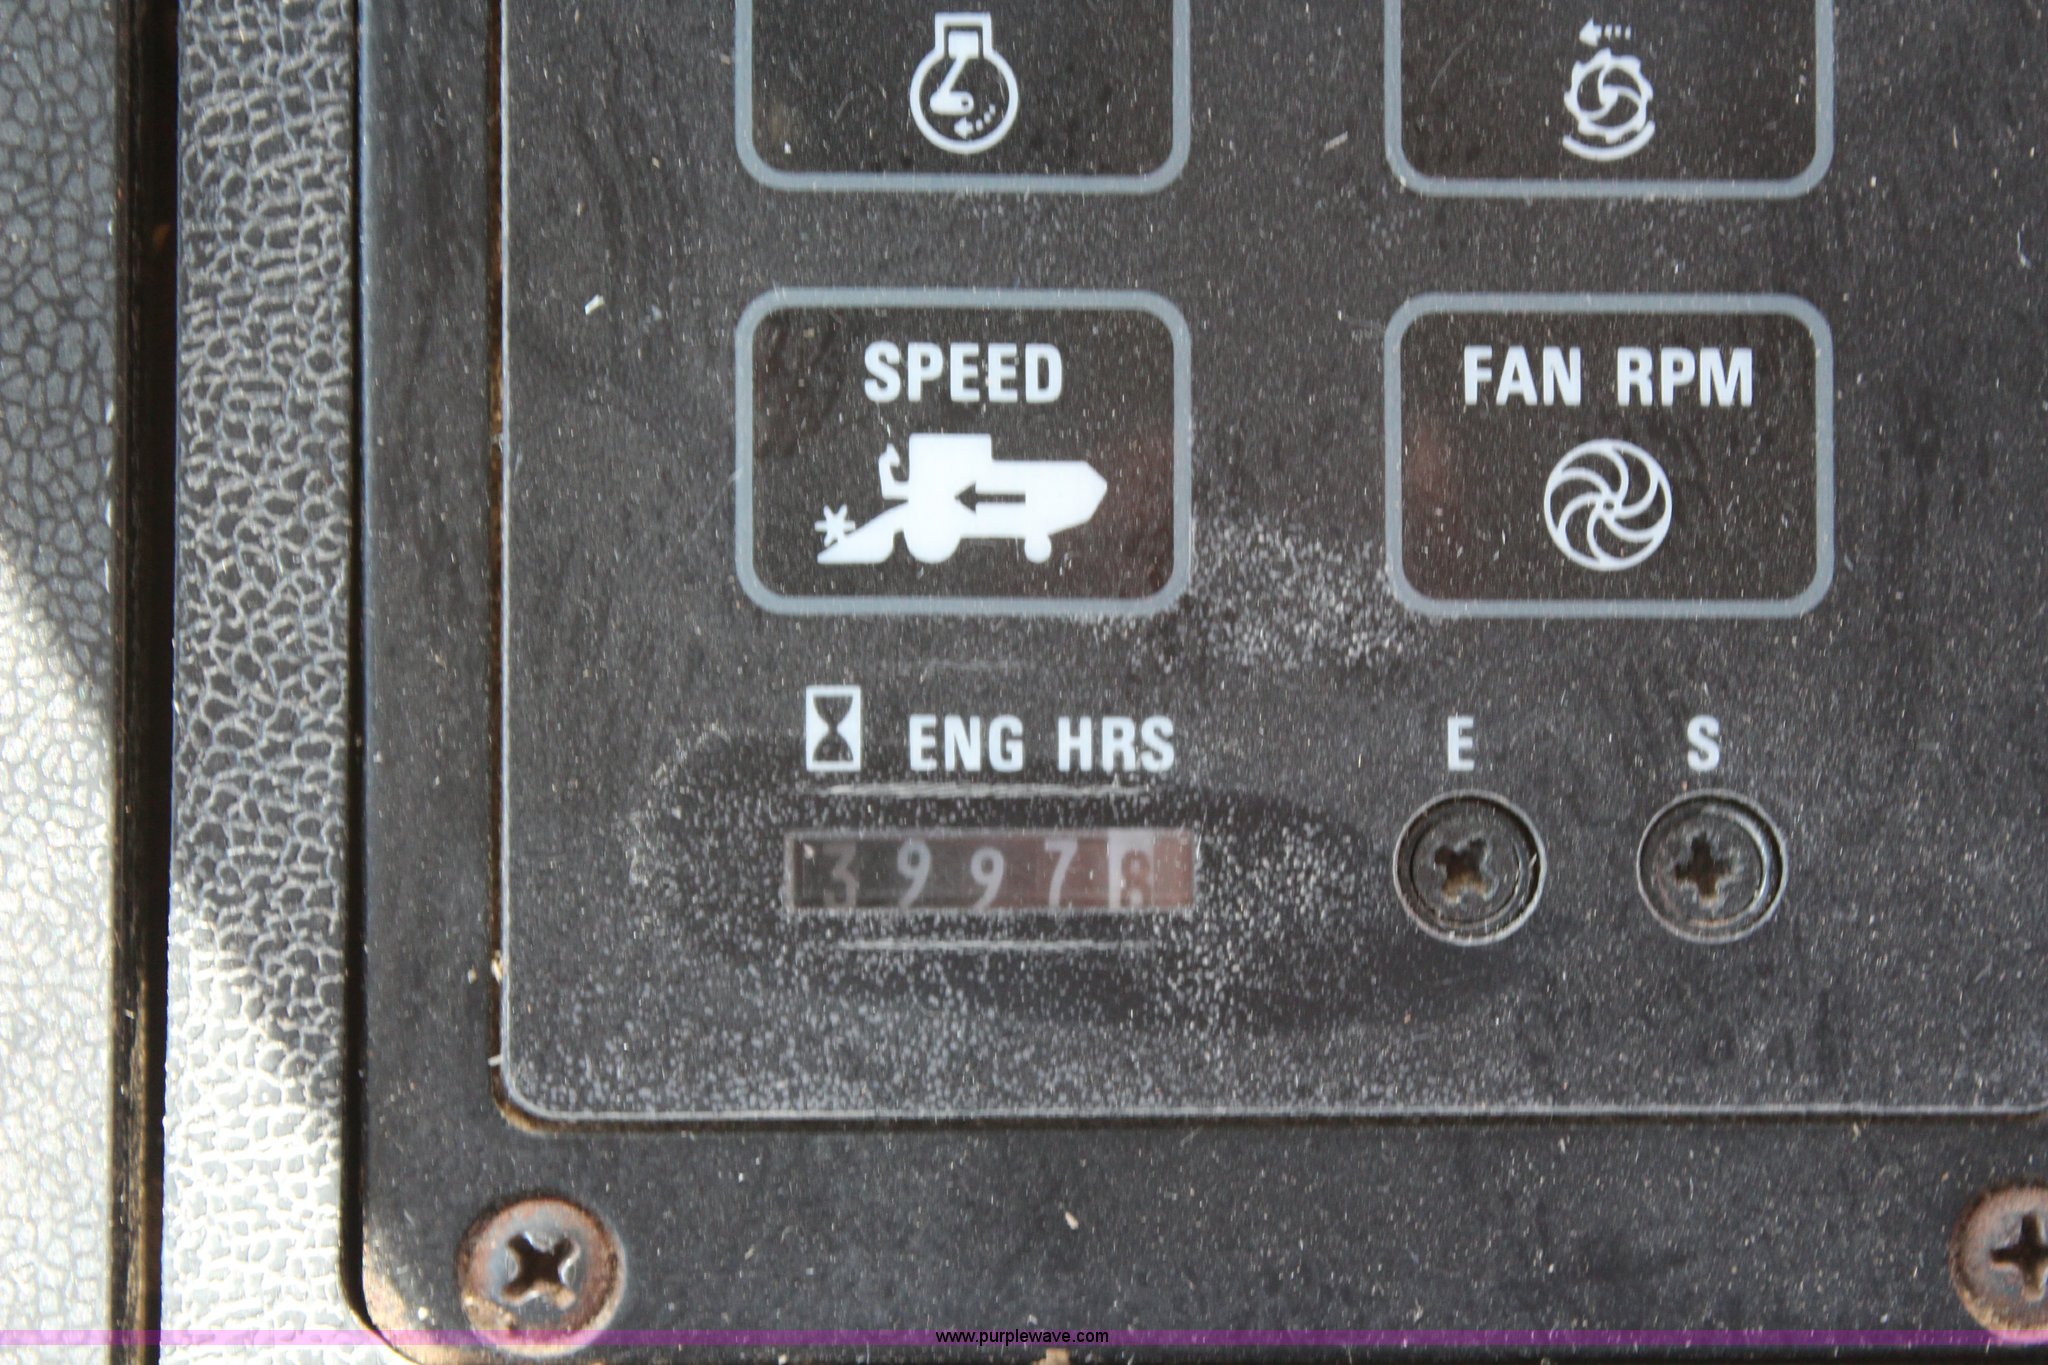 SPEED
FAN RPM
ENG HRS
E
S
39978
www.purplewave.com